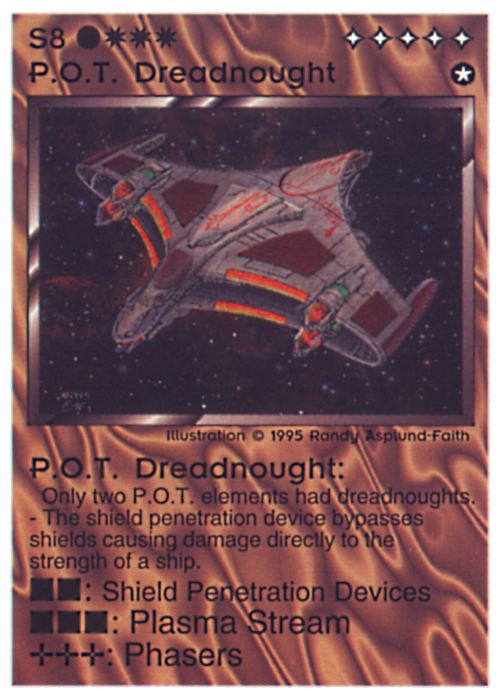 S8
P.O.T. Dreadnought
Illustration © 1995 Randy Asplund-Faith
P.O.T. Dreadnought:
Only two P.O.T. elements had dreadnoughts.
- The shield penetration device bypasses
shields causing damage directly to the
strength of a ship.
: Shield Penetration Devices
: Plasma Stream
: Phasers